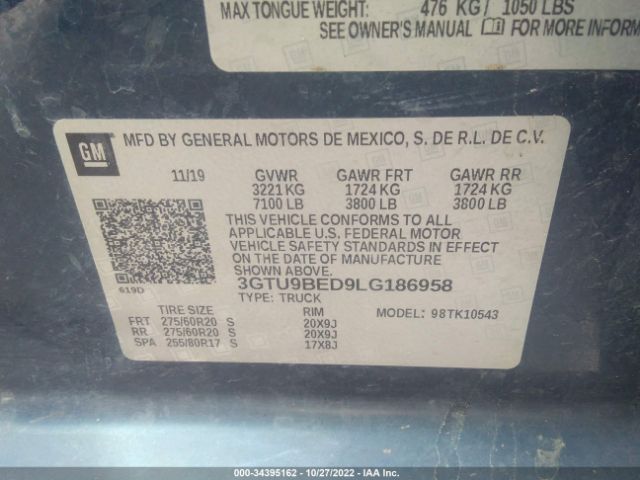 MAX TONGUE WEIGHT: 476 KG / 1050 LBS
SEE OWNER'S MANUAL FOR MORE INFORM
GM
MFD BY GENERAL MOTORS DE MEXICO, S. DE R.L. DE C.V.
11/19 GVWR GAWR FRT GAWR RR
3221 KG 1724 KG 1724 KG
7100 LB 3800 LB 3800 LB
THIS VEHICLE CONFORMS TO ALL
APPLICABLE U.S. FEDERAL MOTOR
VEHICLE SAFETY STANDARDS IN EFFECT
ON THE DATE OF MANUFACTURE
SHOWN ABOVE.
619D 3GTU9BED9LG186958
TYPE: TRUCK
TIRE SIZE RIM MODEL: 98TK10543
FRT 275/60R20 S 20X9J
RR 275/60R20 S 20X9J
SPA 255/80R17 S 17X8J
000-34395162 - 10/27/2022 - IAA Inc.